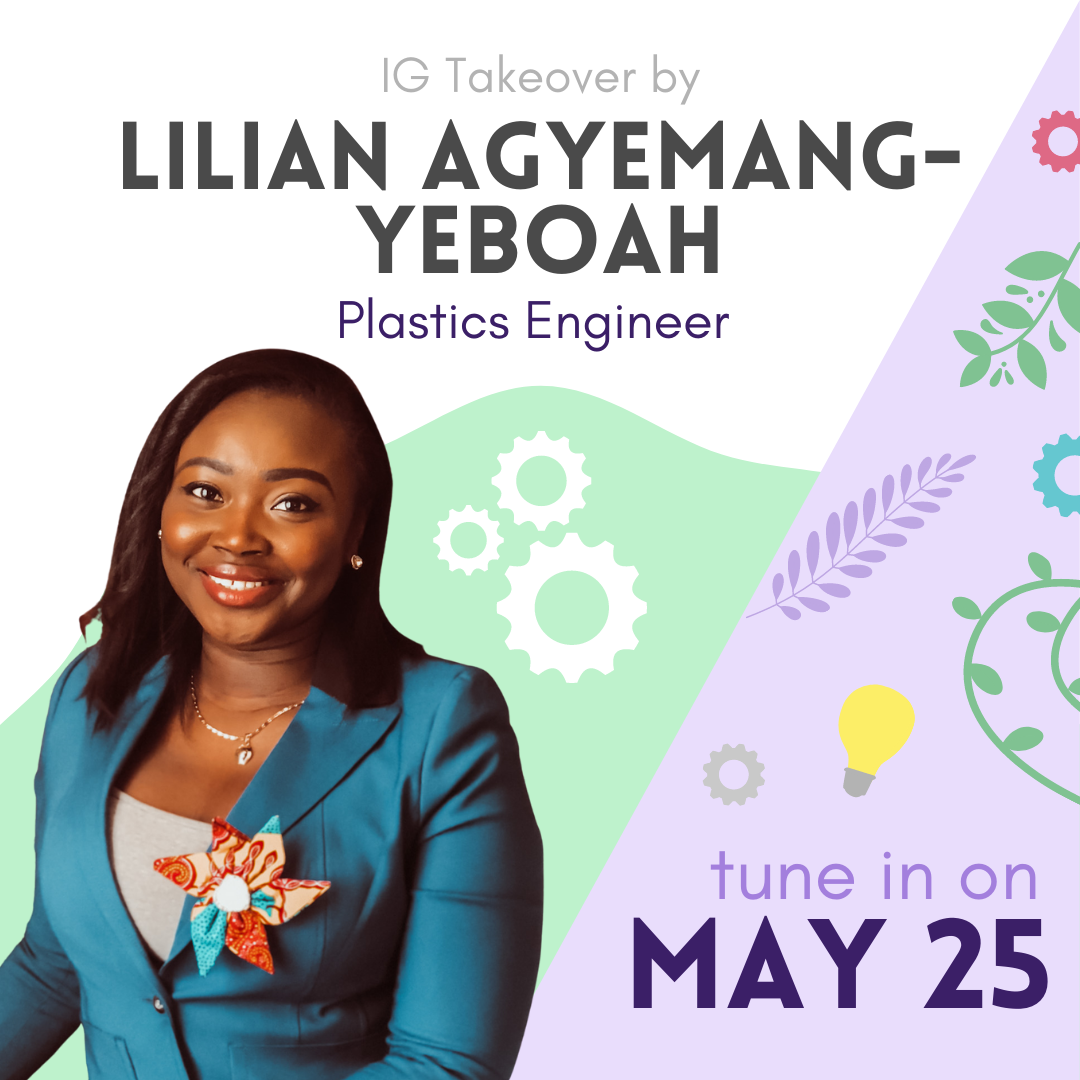 IG Takeover by
LILIAN AGYEMANG-
YEBOAH
Plastics Engineer
tune in on
MAY 25